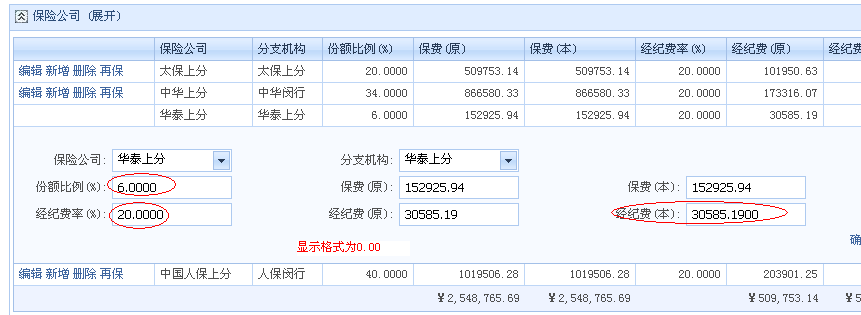 保险公司 (展开)
保险公司 分支机构 份额比例(%) 保费(原) 保费(本) 经纪费率(%) 经纪费(原) 经纪费
编辑 新增 删除 再保 太保上分 太保上分 20.0000 509753.14 509753.14 20.0000 101950.63
编辑 新增 删除 再保 中华上分 中华闵行 34.0000 866580.33 866580.33 20.0000 173316.07
华泰上分 华泰上分 6.0000 152925.94 152925.94 20.0000 30585.19
保险公司: 华泰上分 分支机构: 华泰上分
份额比例(%): 6.0000 保费(原): 152925.94 保费(本): 152925.94
经纪费率(%): 20.0000 经纪费(原): 30585.19 经纪费(本): 30585.1900
显示格式为0.00 确
编辑 新增 删除 再保 中国人保上分 人保闵行 40.0000 1019506.28 1019506.28 20.0000 203901.25
¥2,548,765.69 ¥2,548,765.69 ¥509,753.14 ¥5